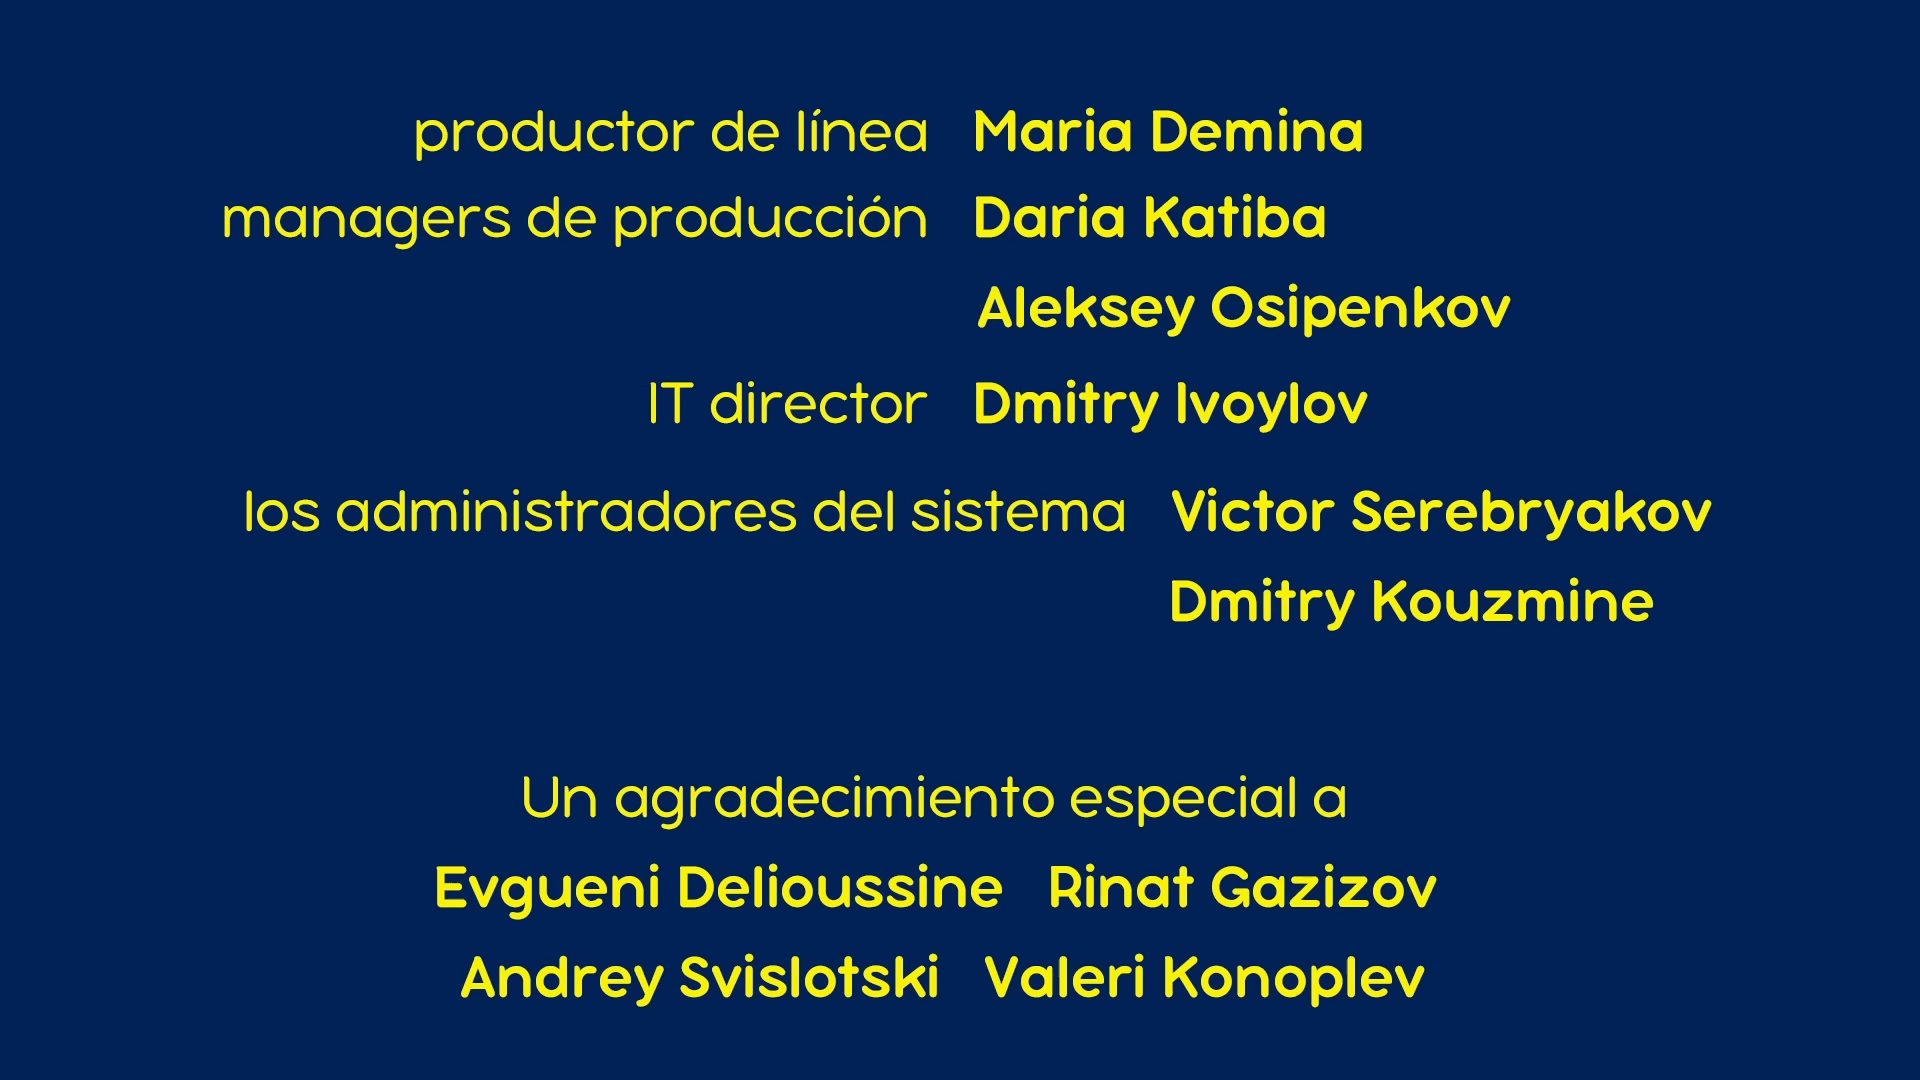 productor de línea Maria Demina
managers de producción Daria Katiba
Aleksey Osipenkov
IT director Dmitry Ivoylov
los administradores del sistema Victor Serebryakov
Dmitry Kouzmine
Un agradecimiento especial a
Evgueni Delioussine Rinat Gazizov
Andrey Svislotski Valeri Konoplev